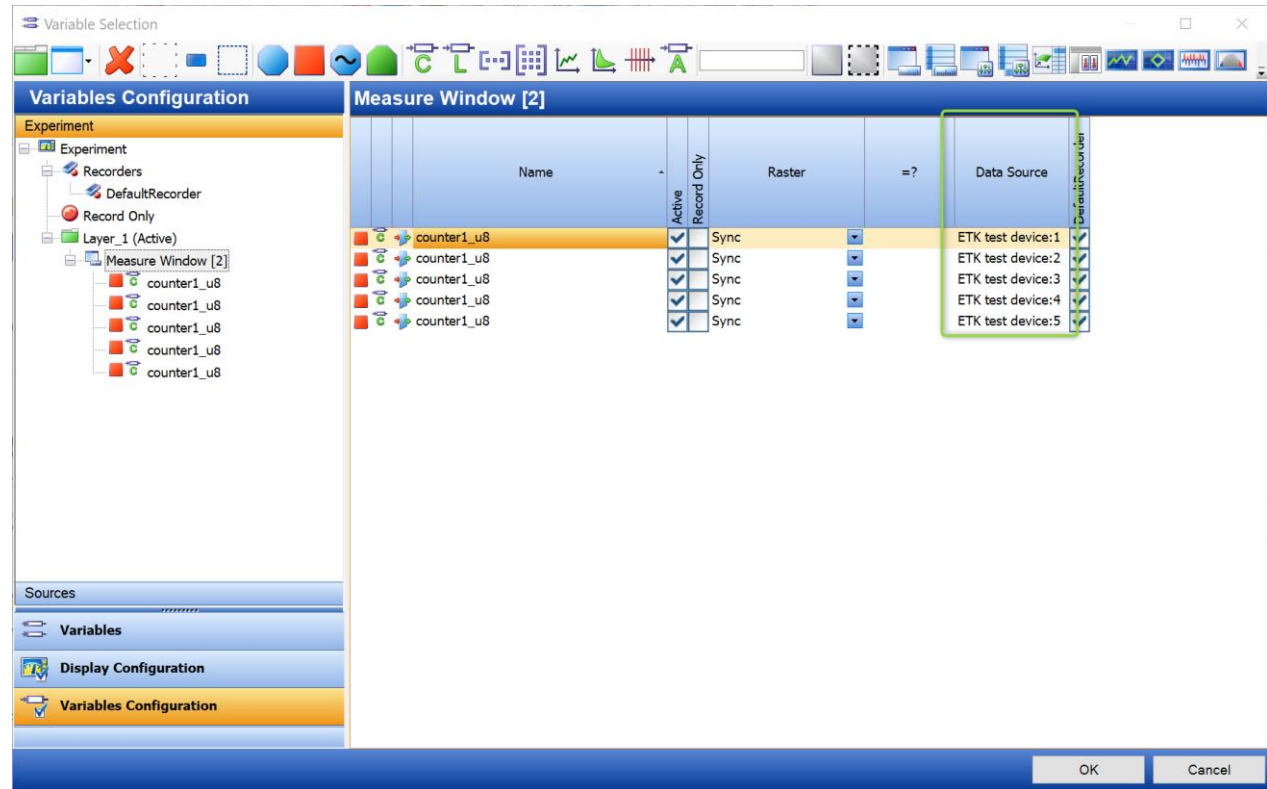 Variable Selection
Variables Configuration
Measure Window [2]
Experiment
Experiment
Recorders
DefaultRecorder
Record Only
Layer_1 (Active)
Measure Window [2]
counter1_u8
counter1_u8
counter1_u8
counter1_u8
counter1_u8
Name Active Record Only Raster =? Data Source DefaultRecorder
counter1_u8 Sync ETK test device:1
counter1_u8 Sync ETK test device:2
counter1_u8 Sync ETK test device:3
counter1_u8 Sync ETK test device:4
counter1_u8 Sync ETK test device:5
Sources
Variables
Display Configuration
Variables Configuration
OK Cancel